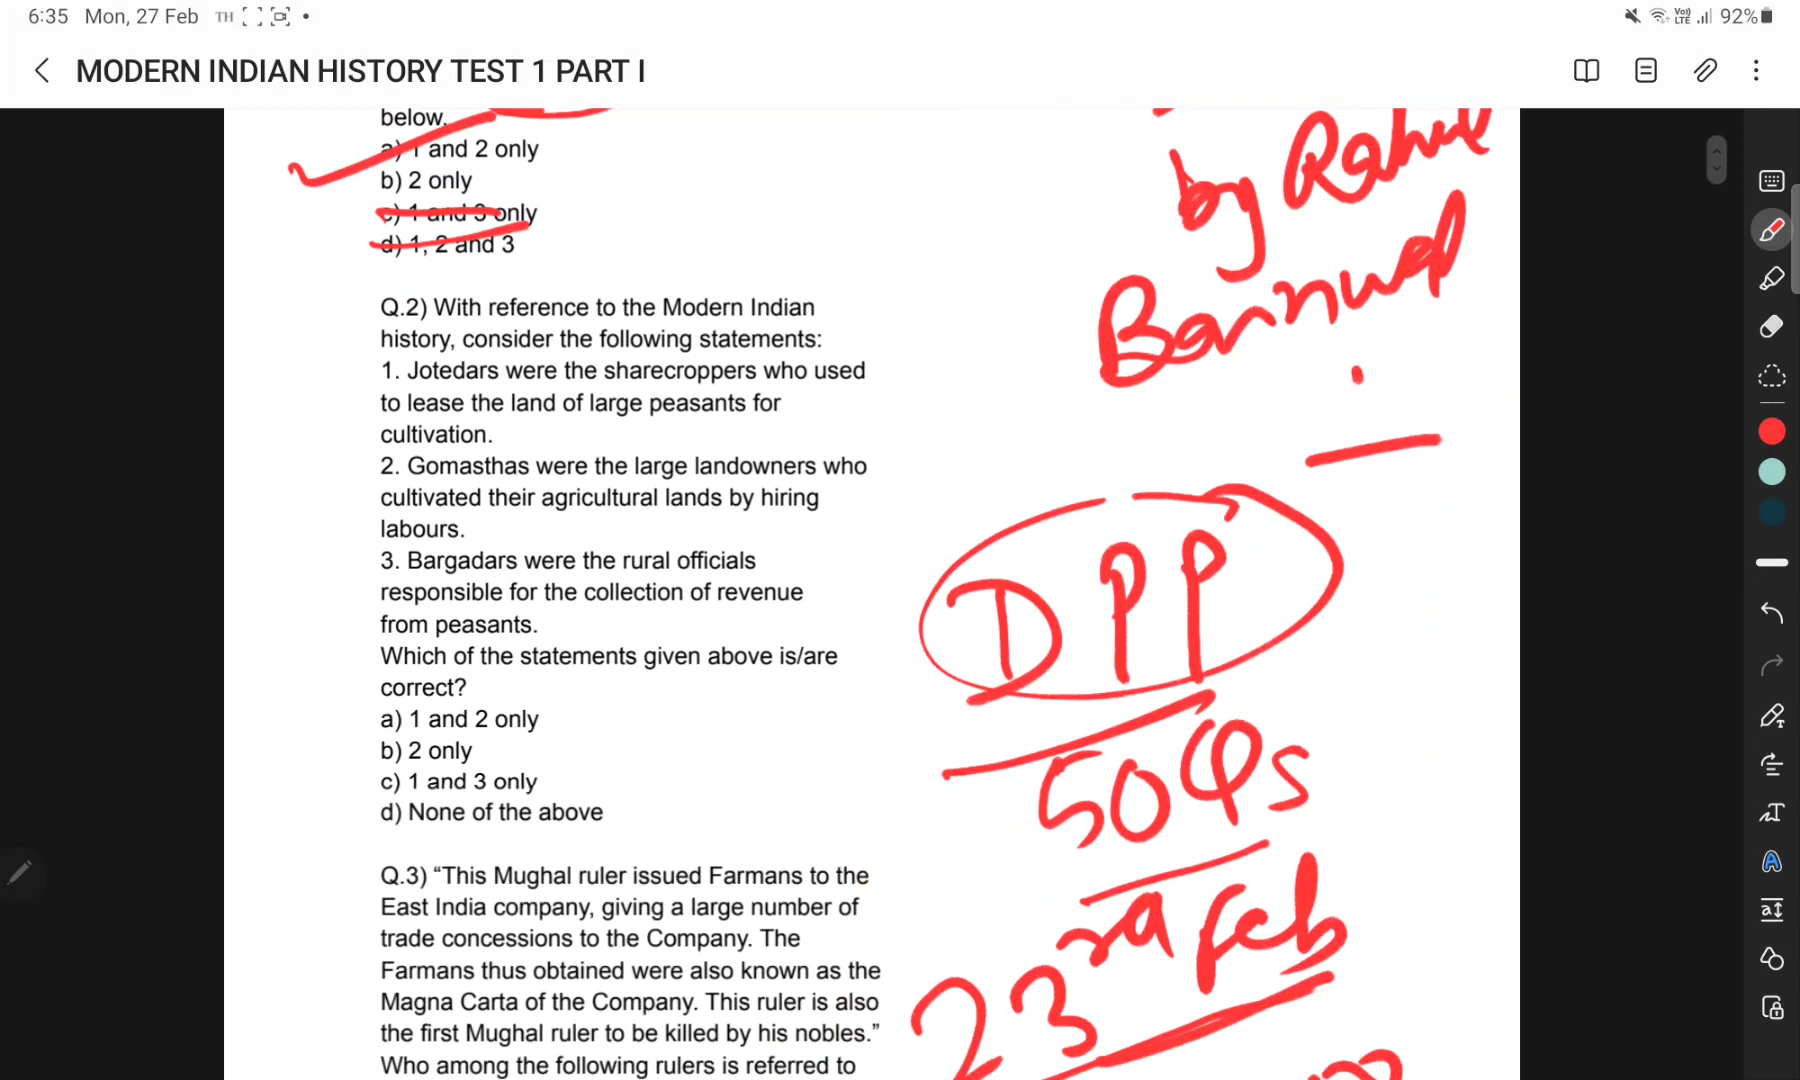 6:35 Mon, 27 Feb TH
Vo)) LTE 92%
MODERN INDIAN HISTORY TEST 1 PART I
below.
a) 1 and 2 only
b) 2 only
c) 1 and 3 only
d) 1, 2 and 3
by Rahul
Barnwal
Q.2) With reference to the Modern Indian
history, consider the following statements:
1. Jotedars were the sharecroppers who used
to lease the land of large peasants for
cultivation.
2. Gomasthas were the large landowners who
cultivated their agricultural lands by hiring
labours.
3. Bargadars were the rural officials
responsible for the collection of revenue
from peasants.
Which of the statements given above is/are
correct?
a) 1 and 2 only
b) 2 only
c) 1 and 3 only
d) None of the above
DPP
50 Qs
23rd Feb
Q.3) “This Mughal ruler issued Farmans to the
East India company, giving a large number of
trade concessions to the Company. The
Farmans thus obtained were also known as the
Magna Carta of the Company. This ruler is also
the first Mughal ruler to be killed by his nobles.”
Who among the following rulers is referred to